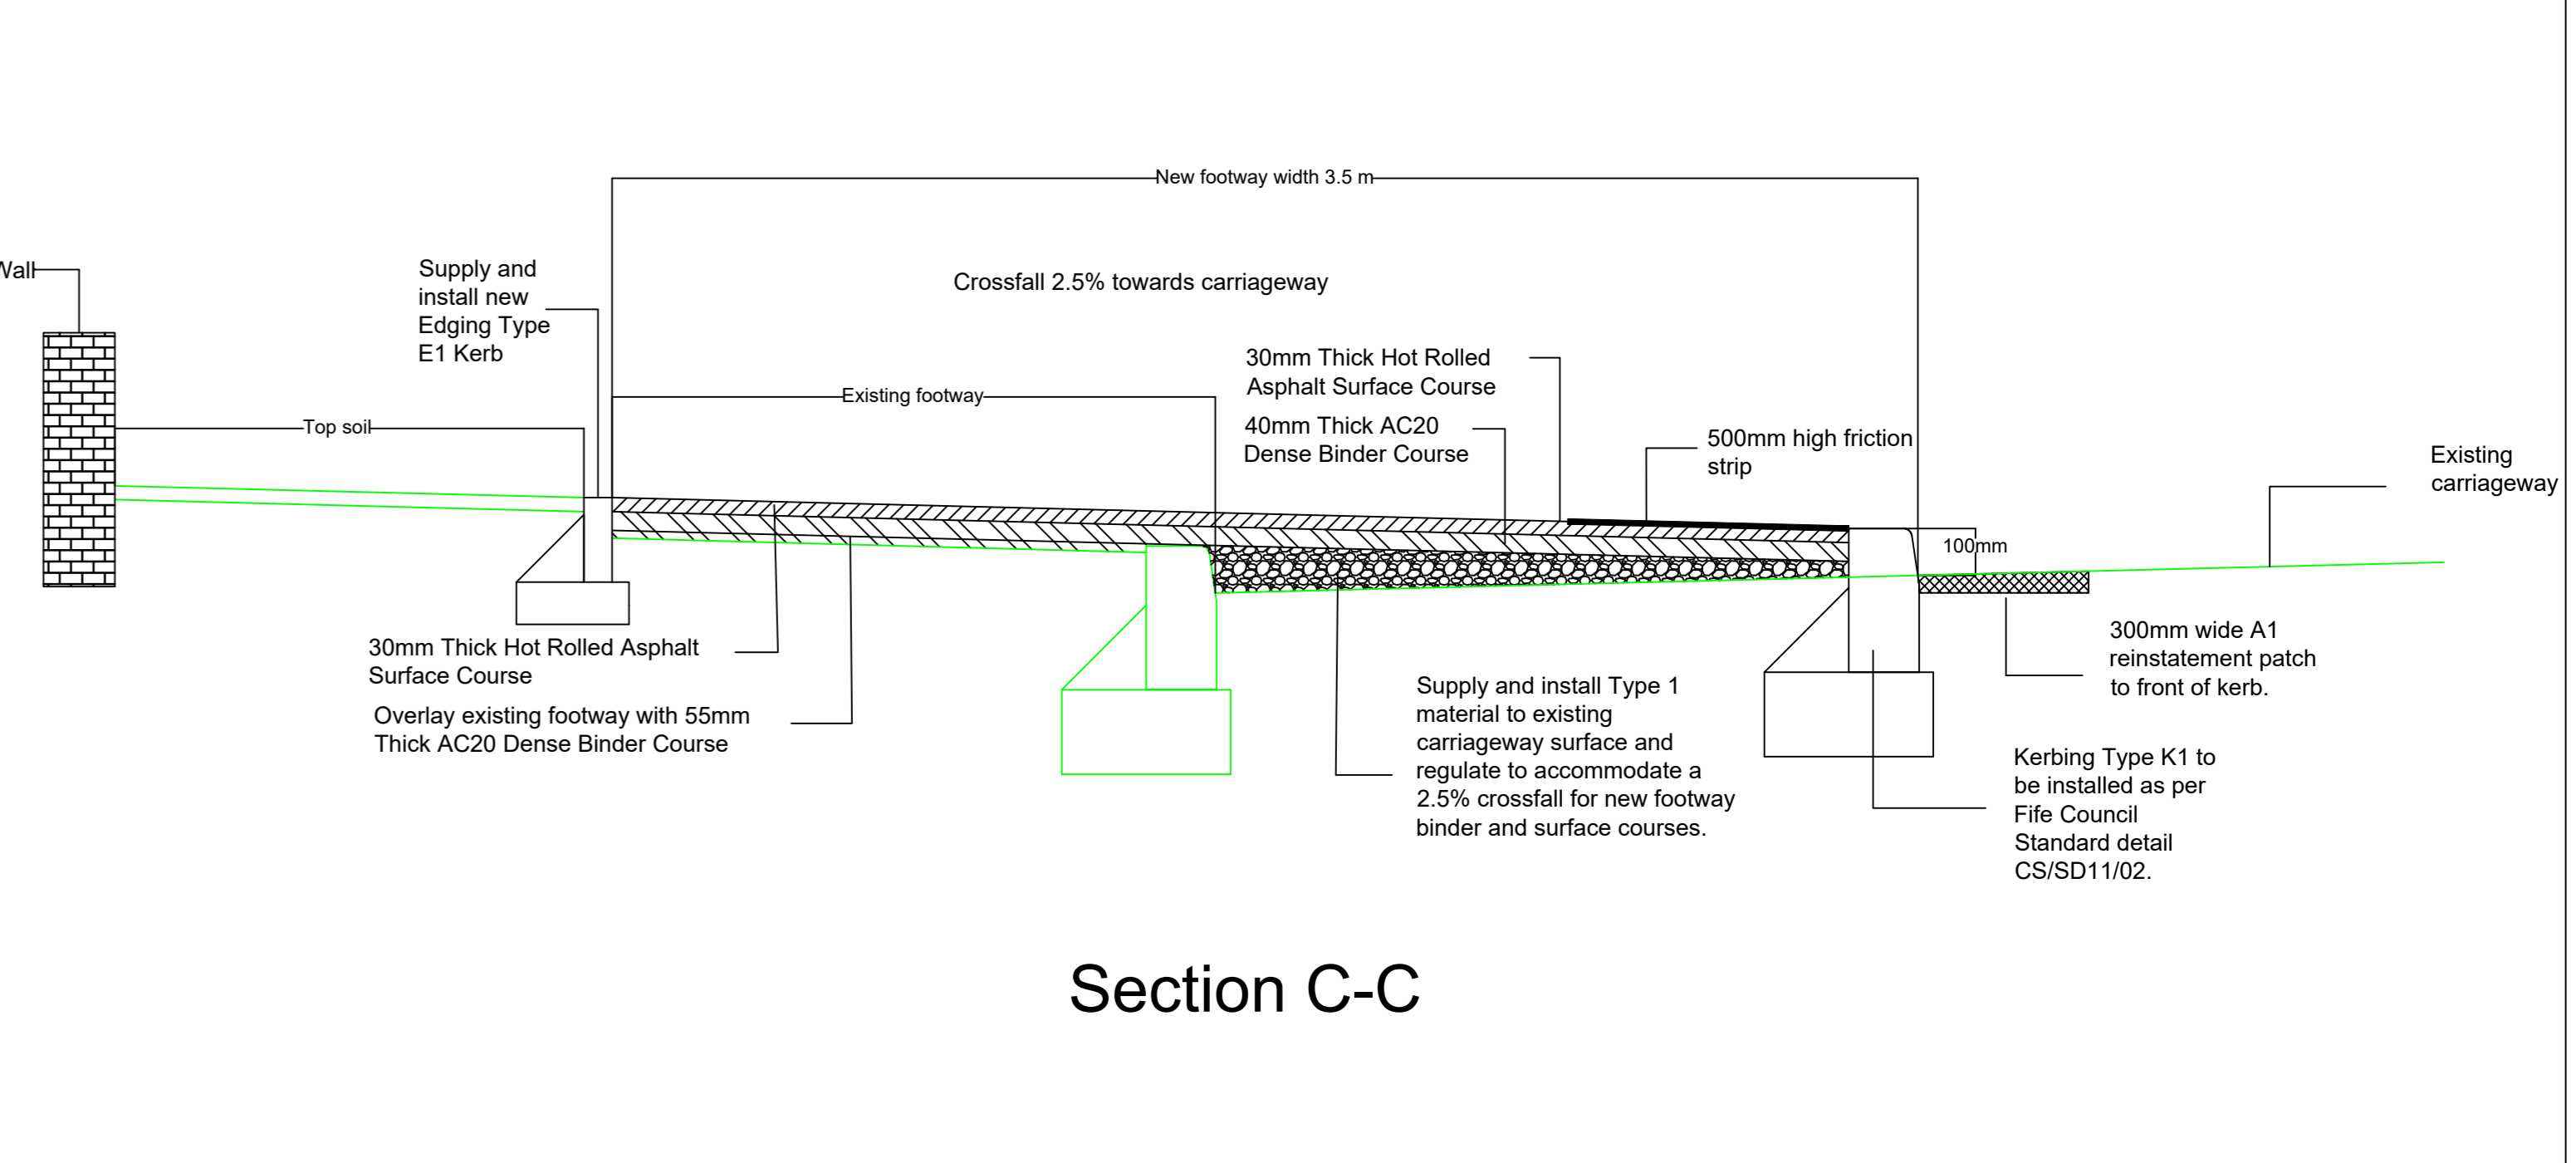 New footway width 3.5 m
Wall
Supply and
install new
Edging Type
E1 Kerb
Crossfall 2.5% towards carriageway
Existing footway
Top soil
30mm Thick Hot Rolled
Asphalt Surface Course
40mm Thick AC20
Dense Binder Course
500mm high friction
strip
Existing
carriageway
100mm
30mm Thick Hot Rolled Asphalt
Surface Course
Overlay existing footway with 55mm
Thick AC20 Dense Binder Course
Supply and install Type 1
material to existing
carriageway surface and
regulate to accommodate a
2.5% crossfall for new footway
binder and surface courses.
300mm wide A1
reinstatement patch
to front of kerb.
Kerbing Type K1 to
be installed as per
Fife Council
Standard detail
CS/SD11/02.
Section C-C